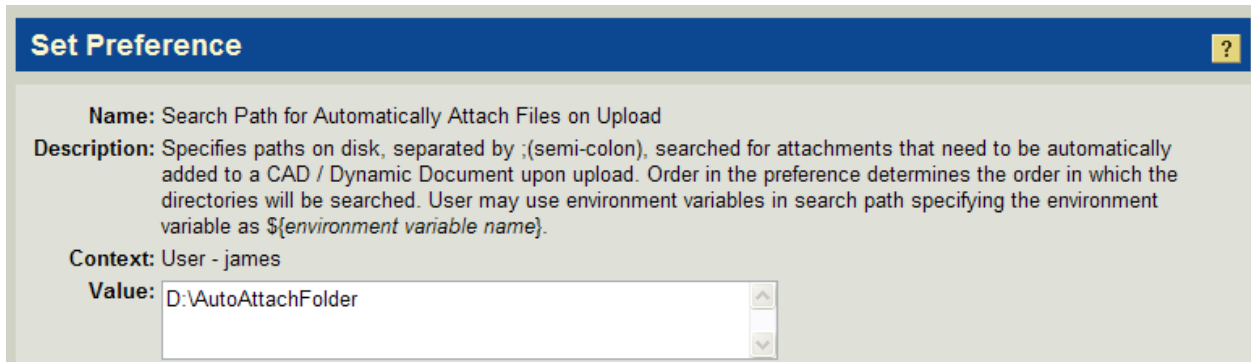 Set Preference
?
Name: Search Path for Automatically Attach Files on Upload
Description: Specifies paths on disk, separated by ;(semi-colon), searched for attachments that need to be automatically
added to a CAD / Dynamic Document upon upload. Order in the preference determines the order in which the
directories will be searched. User may use environment variables in search path specifying the environment
variable as ${environment variable name}.
Context: User - james
Value: D:\AutoAttachFolder